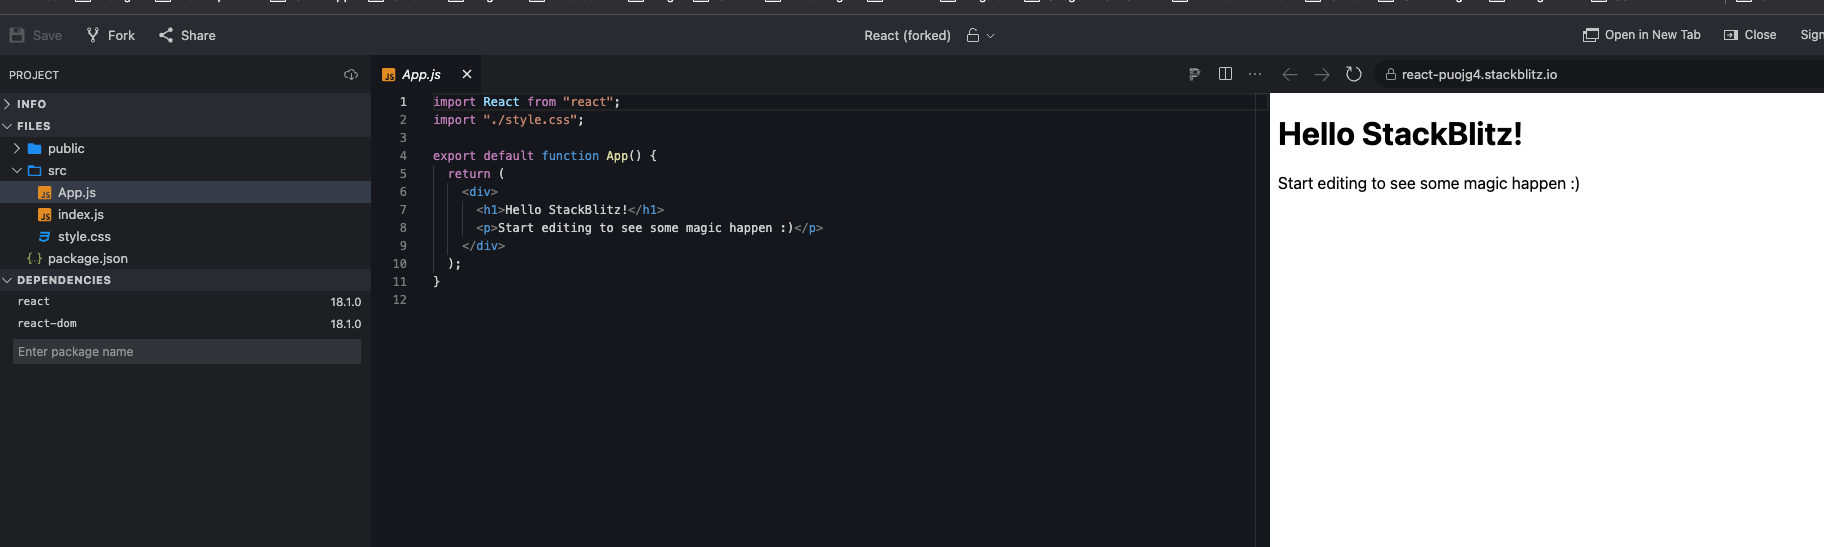 Save Fork Share React (forked) Open in New Tab Close Sign
PROJECT
INFO
FILES
public
src
App.js
index.js
style.css
package.json
DEPENDENCIES
react 18.1.0
react-dom 18.1.0
Enter package name
App.js
1 import React from "react";
2 import "./style.css";
3
4 export default function App() {
5 return (
6 <div>
7 <h1>Hello StackBlitz!</h1>
8 <p>Start editing to see some magic happen :)</p>
9 </div>
10 );
11 }
12
react-puojg4.stackblitz.io
Hello StackBlitz!
Start editing to see some magic happen :)